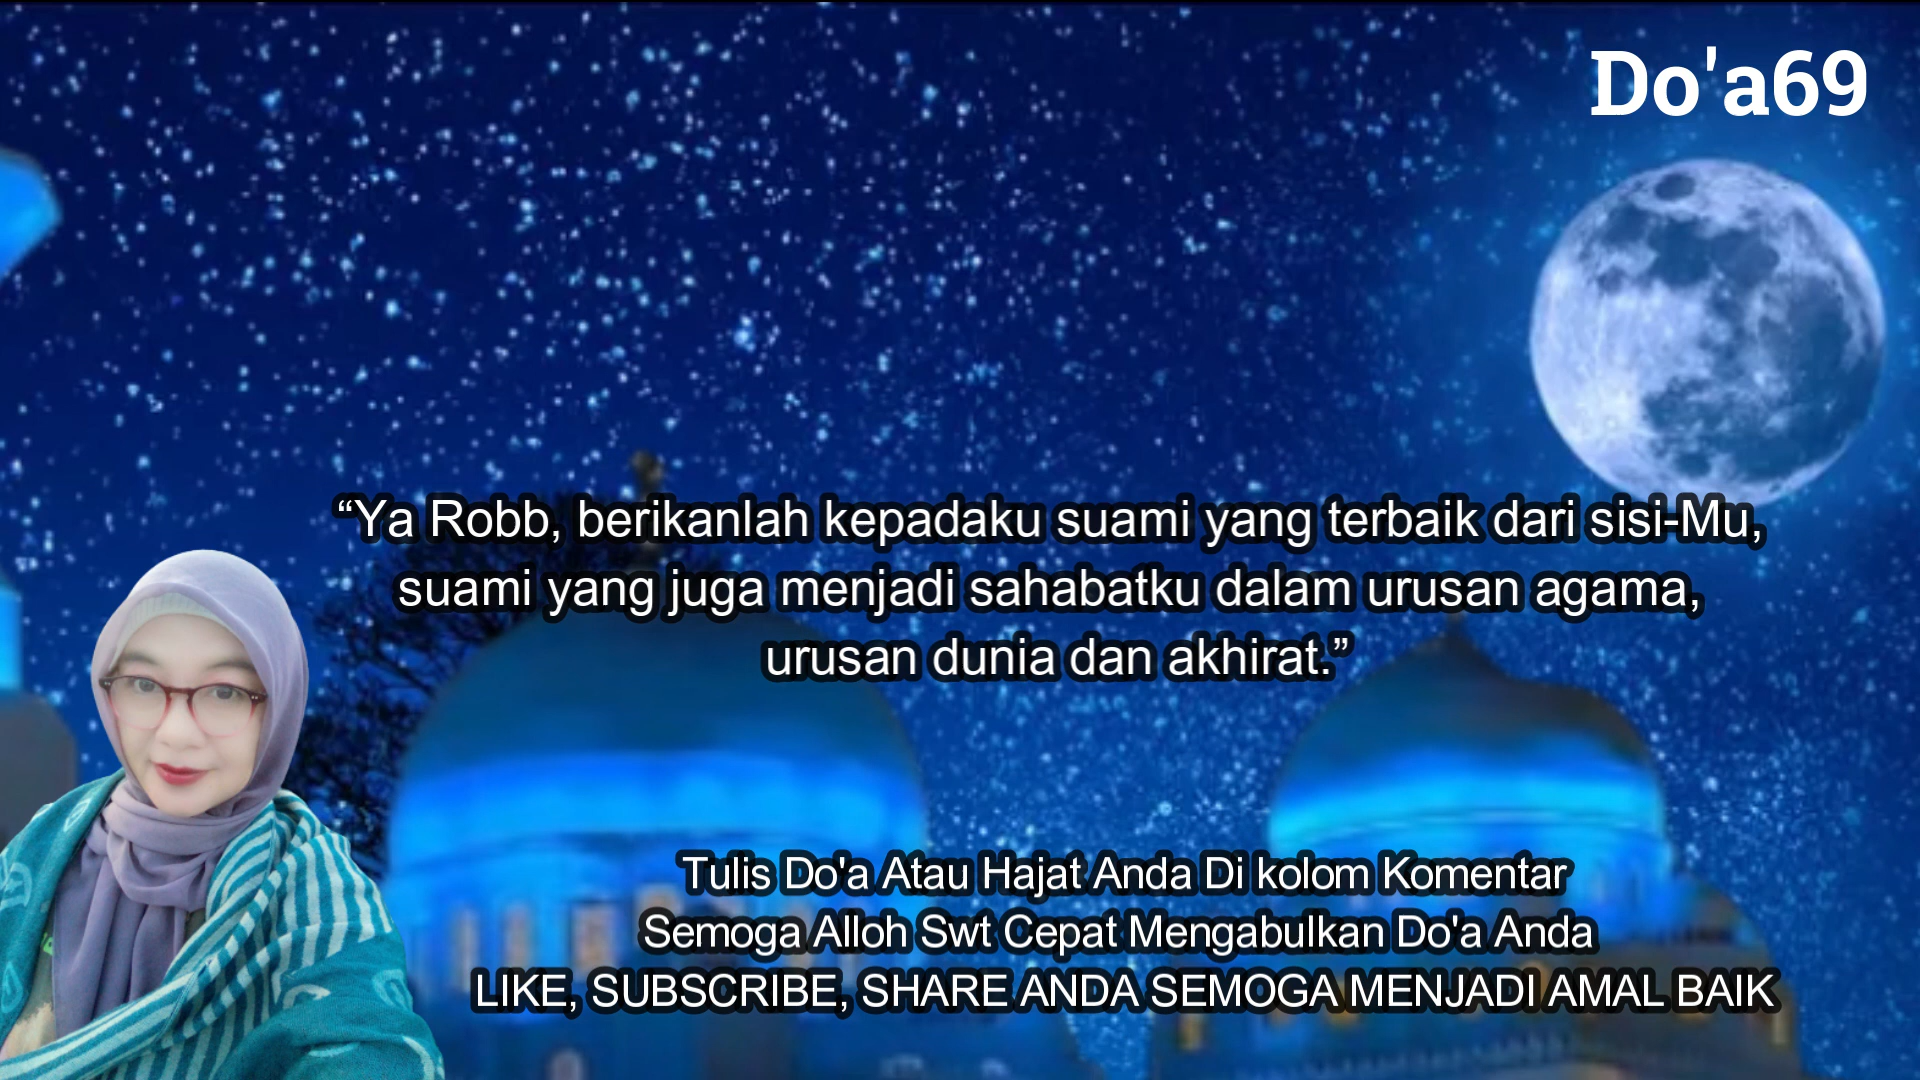 Do'a69
“Ya Robb, berikanlah kepadaku suami yang terbaik dari sisi-Mu,
suami yang juga menjadi sahabatku dalam urusan agama,
urusan dunia dan akhirat.”
Tulis Do'a Atau Hajat Anda Di kolom Komentar
Semoga Alloh Swt Cepat Mengabulkan Do'a Anda
LIKE, SUBSCRIBE, SHARE ANDA SEMOGA MENJADI AMAL BAIK